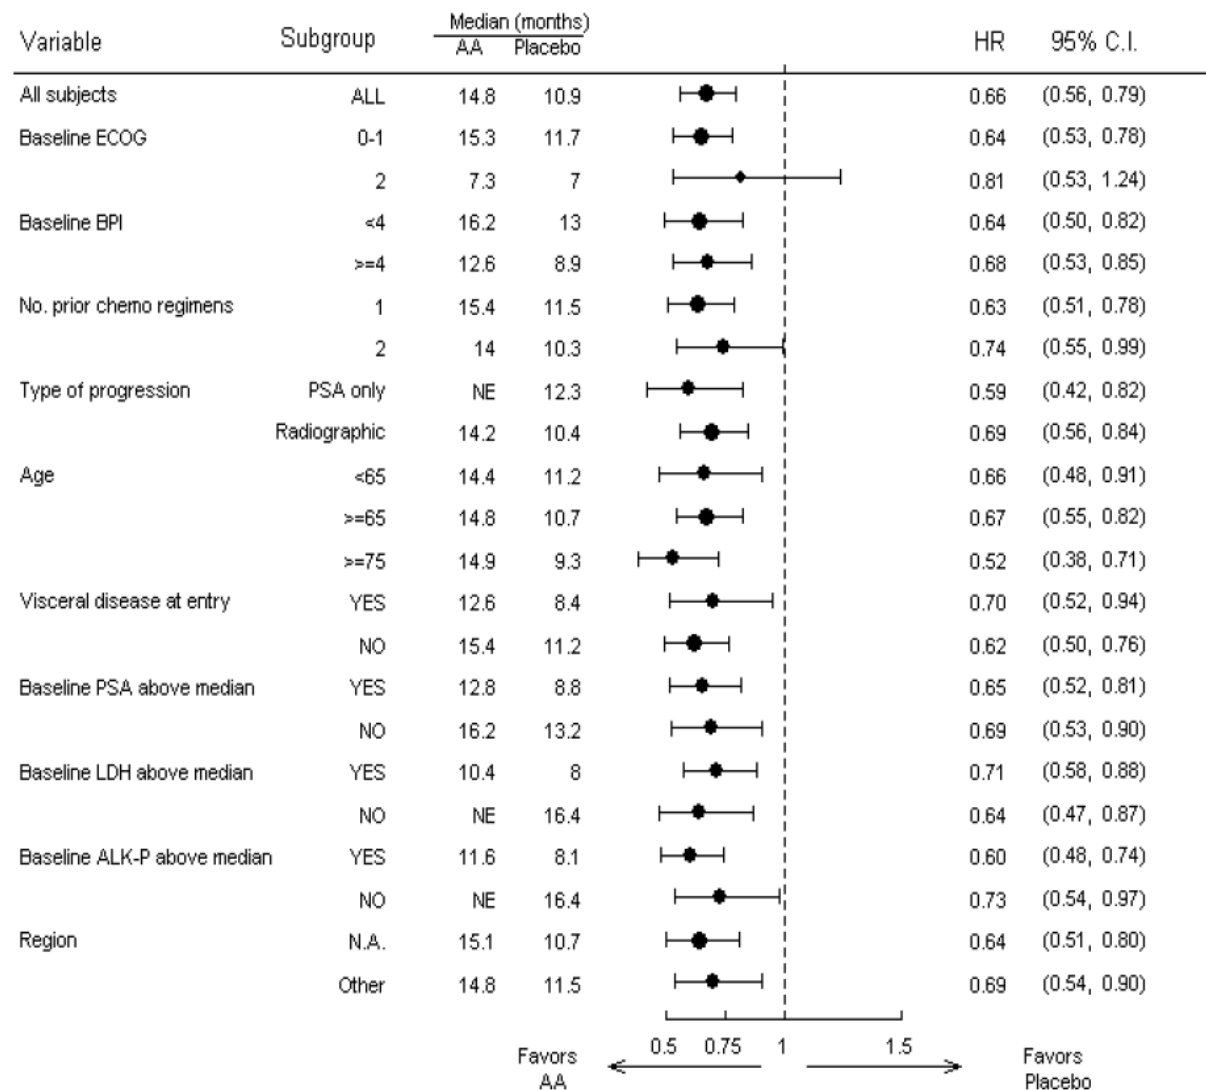 Median (months)
Variable Subgroup AA Placebo HR 95% C.I.
All subjects ALL 14.8 10.9 0.66 (0.56, 0.79)
Baseline ECOG 0-1 15.3 11.7 0.64 (0.53, 0.78)
2 7.3 7 0.81 (0.53, 1.24)
Baseline BPI <4 16.2 13 0.64 (0.50, 0.82)
>=4 12.6 8.9 0.68 (0.53, 0.85)
No. prior chemo regimens 1 15.4 11.5 0.63 (0.51, 0.78)
2 14 10.3 0.74 (0.55, 0.99)
Type of progression PSA only NE 12.3 0.59 (0.42, 0.82)
Radiographic 14.2 10.4 0.69 (0.56, 0.84)
Age <65 14.4 11.2 0.66 (0.48, 0.91)
>=65 14.8 10.7 0.67 (0.55, 0.82)
>=75 14.9 9.3 0.52 (0.38, 0.71)
Visceral disease at entry YES 12.6 8.4 0.70 (0.52, 0.94)
NO 15.4 11.2 0.62 (0.50, 0.76)
Baseline PSA above median YES 12.8 8.8 0.65 (0.52, 0.81)
NO 16.2 13.2 0.69 (0.53, 0.90)
Baseline LDH above median YES 10.4 8 0.71 (0.58, 0.88)
NO NE 16.4 0.64 (0.47, 0.87)
Baseline ALK-P above median YES 11.6 8.1 0.60 (0.48, 0.74)
NO NE 16.4 0.73 (0.54, 0.97)
Region N.A. 15.1 10.7 0.64 (0.51, 0.80)
Other 14.8 11.5 0.69 (0.54, 0.90)
0.5 0.75 1 1.5
Favors Favors
AA Placebo